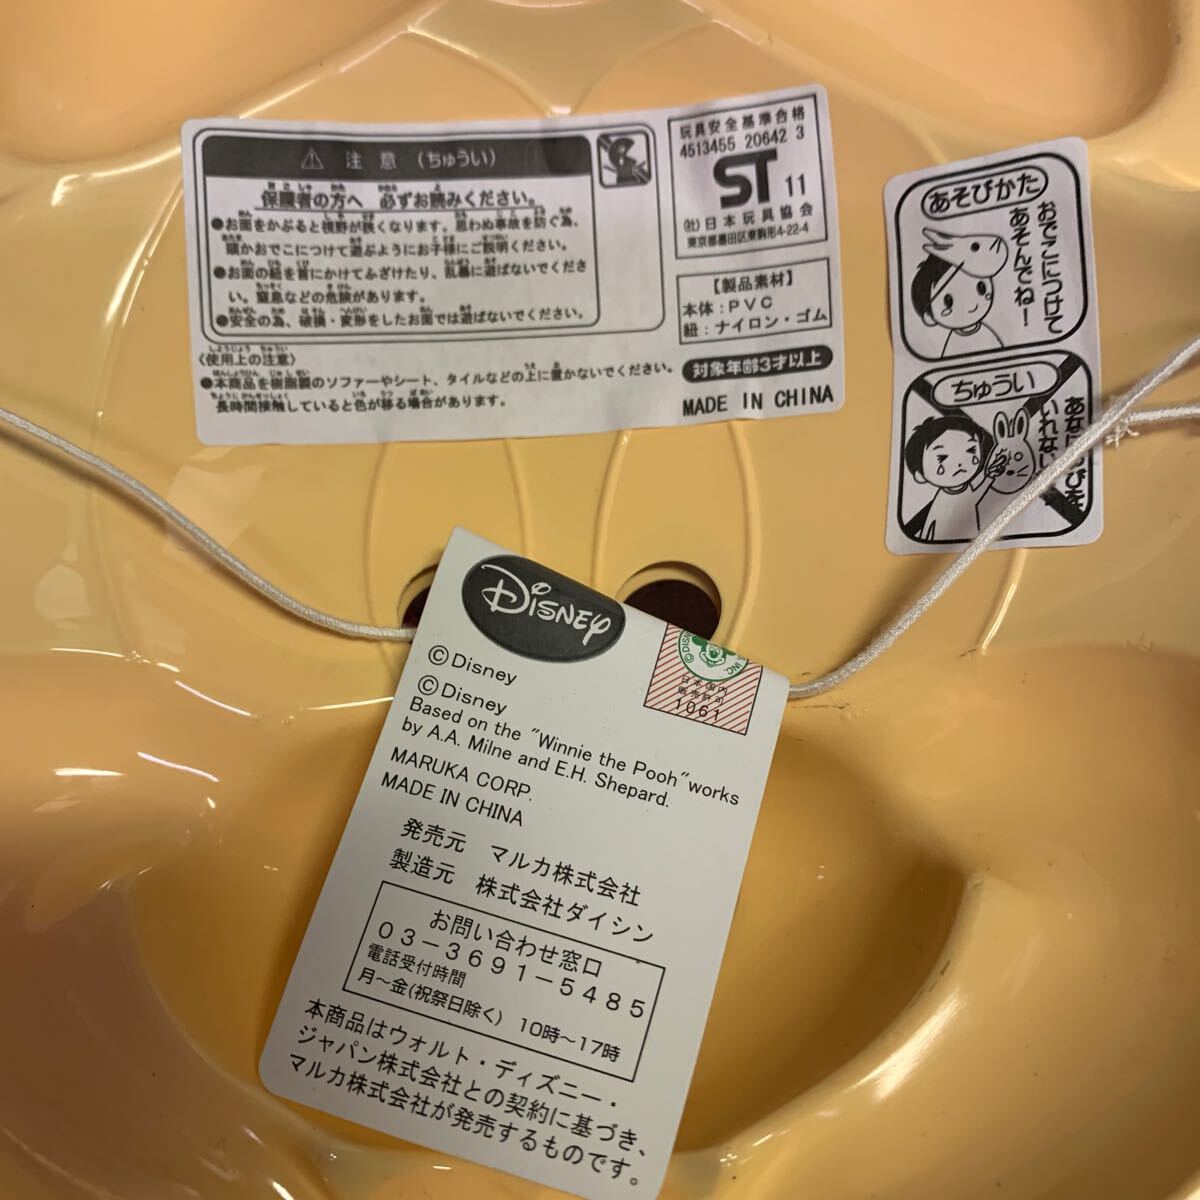 ⚠ 注意（ちゅうい）
保護者の方へ 必ずお読みください。
●お面をかぶると視野が狭くなります。思わぬ事故を防ぐ為、
頭かおでこにつけて遊ぶようにお子様にご説明ください。
●お面の紐を首にかけてふざけたり、乱暴に遊ばないでくださ
い。窒息などの危険があります。
●安全の為、破損・変形をしたお面では遊ばないでください。
〈使用上の注意〉
●本商品を樹脂製のソファーやシート、タイルなどの上に置かないでください。
長時間接触していると色が移る場合があります。
玩具安全基準合格
4513455 20642 3
ST 11
(社)日本玩具協会
東京都墨田区東駒形4-22-4
【製品素材】
本体：PVC
紐：ナイロン・ゴム
対象年齢3才以上
MADE IN CHINA
あそびかた
おでこにつけて
あそんでね！
ちゅうい
Disney
©Disney
©Disney
Based on the "Winnie the Pooh" works
by A.A. Milne and E.H. Shepard.
MARUKA CORP.
MADE IN CHINA
©DISNEY
INC.
日本国内
販売許可
1061
発売元 マルカ株式会社
製造元 株式会社ダイシン
お問い合わせ窓口
03-3691-5485
電話受付時間
月～金(祝祭日除く) 10時～17時
本商品はウォルト・ディズニー・
ジャパン株式会社との契約に基づき、
マルカ株式会社が発売するものです。